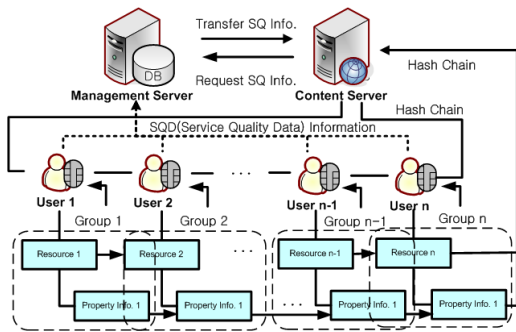 Transfer SQ Info.
DB
Request SQ Info.
Hash Chain
Management Server
Content Server
Hash Chain
SQD(Service Quality Data) Information
. . .
User 1
User 2
User n-1
User n
Group 1
Group 2
Group n-1
Group n
Resource 1
Resource 2
. . .
Resource n-1
Resource n
Property Info. 1
Property Info. 1
. . .
Property Info. 1
Property Info. 1